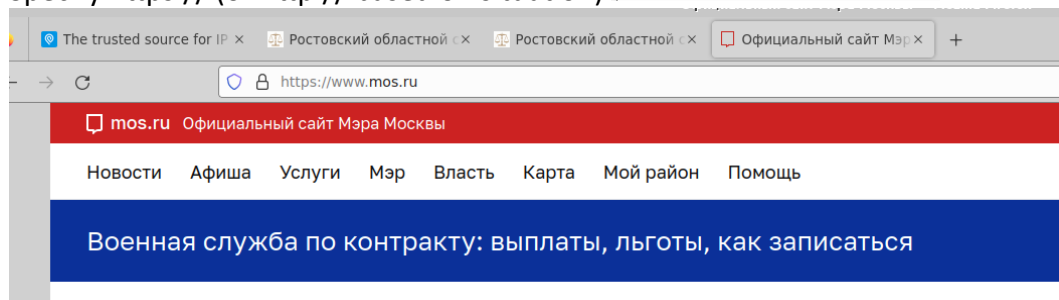 The trusted source for IP
Ростовский областной с
Ростовский областной с
Официальный сайт Мэр
https://www.mos.ru
mos.ru Официальный сайт Мэра Москвы
Новости Афиша Услуги Мэр Власть Карта Мой район Помощь
Военная служба по контракту: выплаты, льготы, как записаться